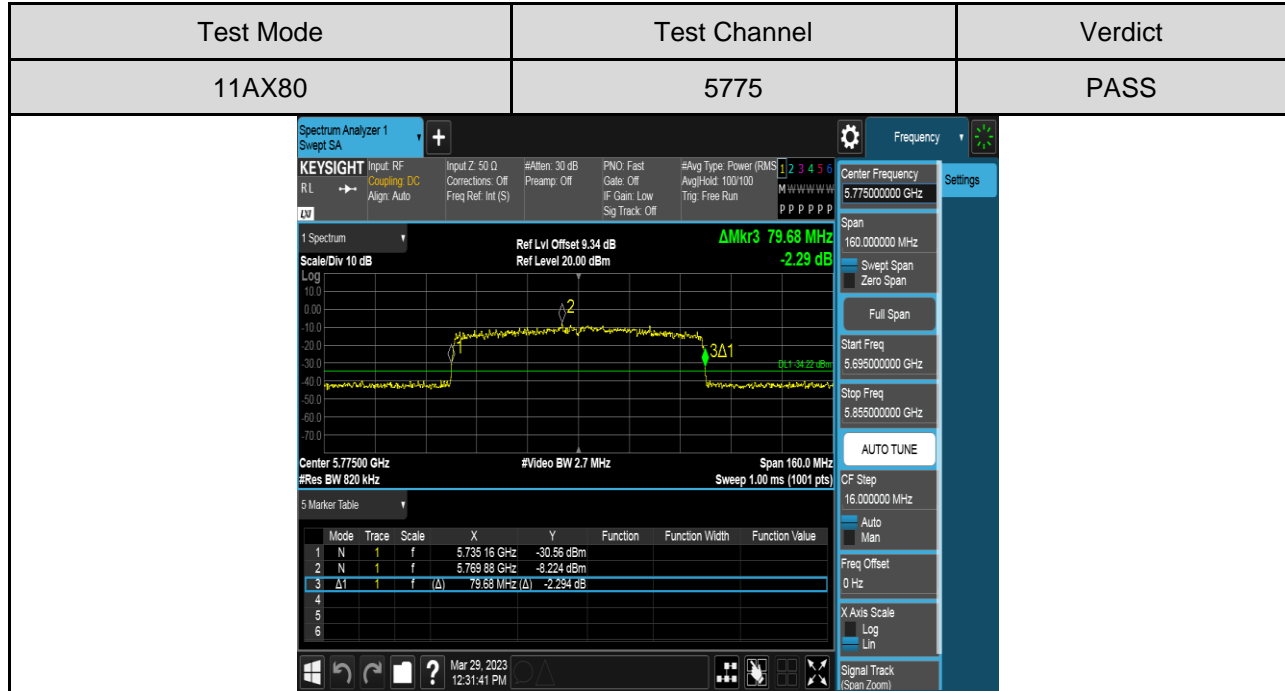 Test Mode Test Channel Verdict
11AX80 5775 PASS
Spectrum Analyzer 1
Swept SA
+
Frequency
KEYSIGHT Input: RF Input Z: 50 Ω #Atten: 30 dB PNO: Fast #Avg Type: Power (RMS 1 2 3 4 5 6
RL Coupling: DC Corrections: Off Preamp: Off Gate: Off Avg|Hold: 100/100 M W W W W W
Align: Auto Freq Ref: Int (S) IF Gain: Low Trig: Free Run
LXI Sig Track: Off P P P P P P
Center Frequency
5.775000000 GHz
Settings
1 Spectrum
Ref Lvl Offset 9.34 dB ΔMkr3 79.68 MHz
Scale/Div 10 dB Ref Level 20.00 dBm -2.29 dB
Log
10.0
0.00
-10.0
-20.0
-30.0
-40.0
-50.0
-60.0
-70.0
2
1
3Δ1
DL1 -34.22 dBm
Center 5.77500 GHz #Video BW 2.7 MHz Span 160.0 MHz
#Res BW 820 kHz Sweep 1.00 ms (1001 pts)
Span
160.000000 MHz
Swept Span
Zero Span
Full Span
Start Freq
5.695000000 GHz
Stop Freq
5.855000000 GHz
AUTO TUNE
CF Step
16.000000 MHz
Auto
Man
Freq Offset
0 Hz
X Axis Scale
Log
Lin
Signal Track
(Span Zoom)
5 Marker Table
Mode Trace Scale X Y Function Function Width Function Value
1 N 1 f 5.735 16 GHz -30.56 dBm
2 N 1 f 5.769 88 GHz -8.224 dBm
3 Δ1 1 f (Δ) 79.68 MHz (Δ) -2.294 dB
4
5
6
?
Mar 29, 2023
12:31:41 PM